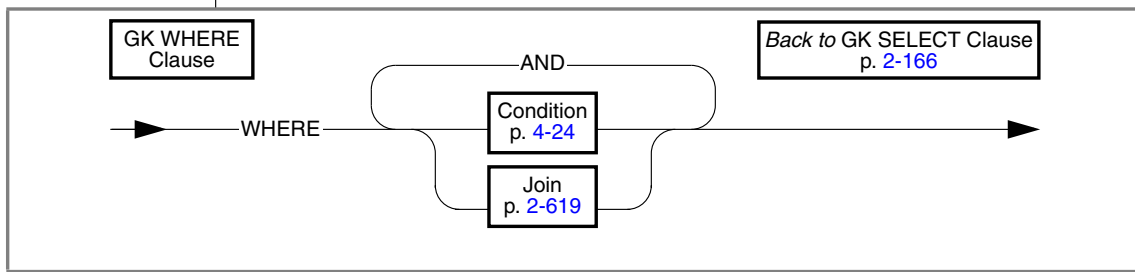 GK WHERE
Clause
Back to GK SELECT Clause
p. 2-166
AND
WHERE
Condition
p. 4-24
Join
p. 2-619